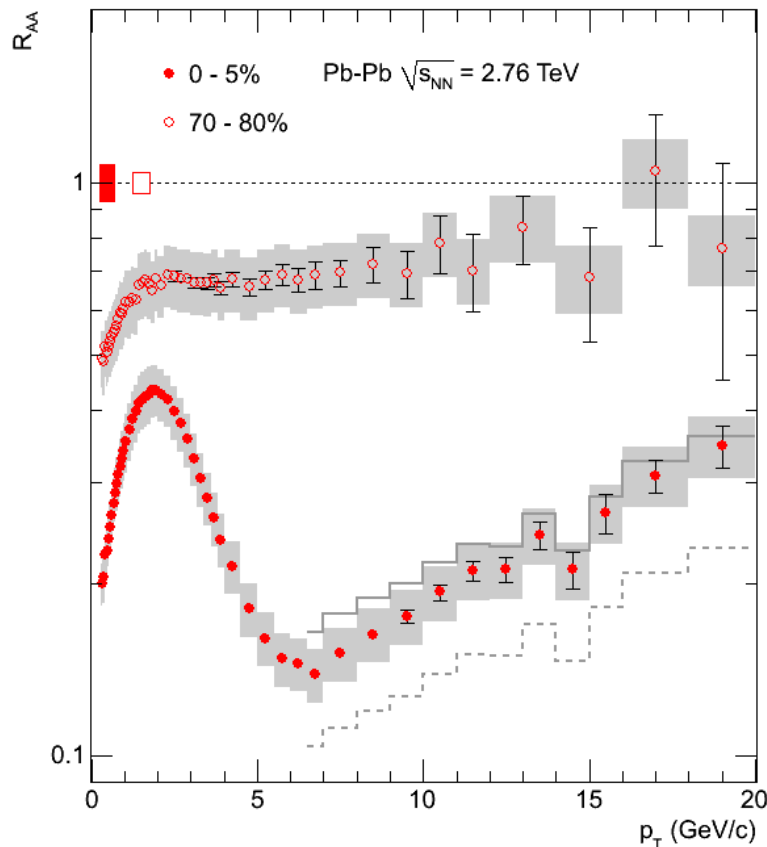 R_AA
0 - 5%
Pb-Pb √s_NN = 2.76 TeV
70 - 80%
1
0.1
0 5 10 15 20
p_T (GeV/c)